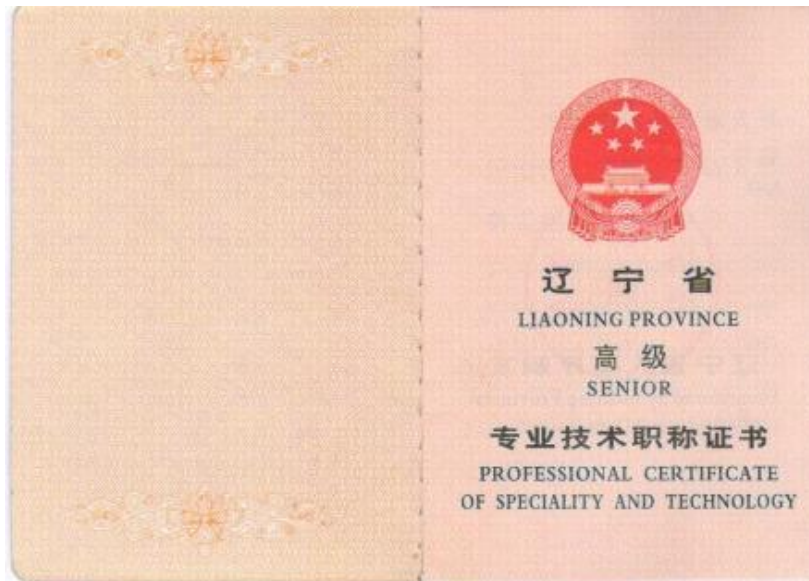 辽宁省
LIAONING PROVINCE
高级
SENIOR
专业技术职称证书
PROFESSIONAL CERTIFICATE
OF SPECIALITY AND TECHNOLOGY